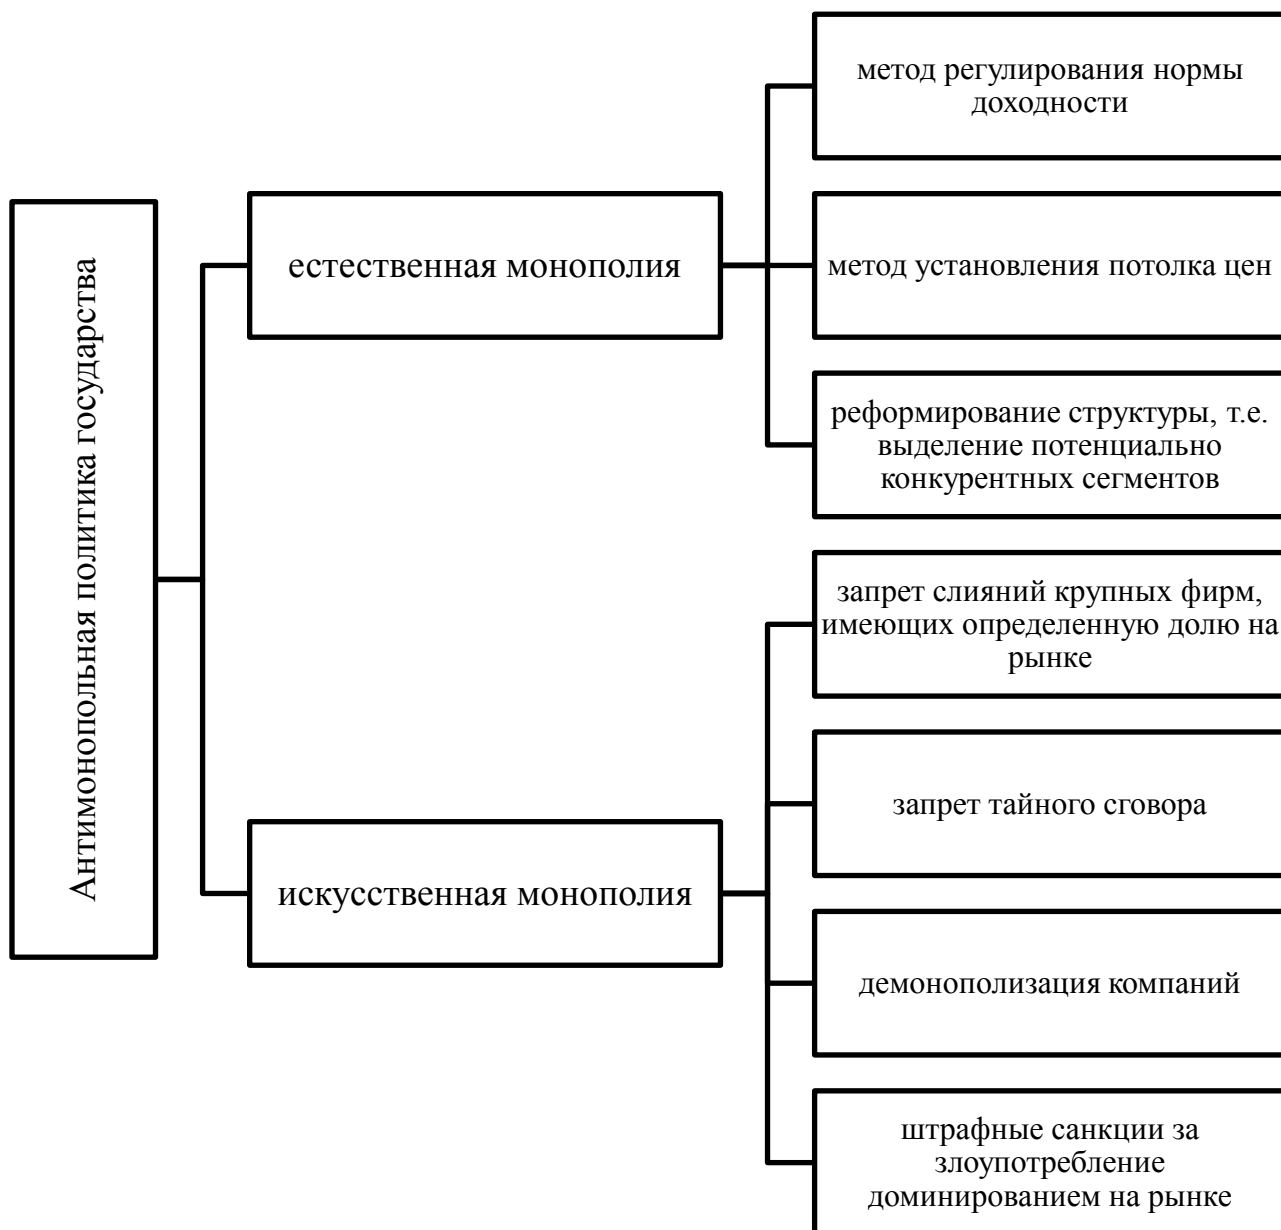 Антимонопольная политика государства
естественная монополия
метод регулирования нормы
доходности
метод установления потолка цен
реформирование структуры, т.е.
выделение потенциально
конкурентных сегментов
искусственная монополия
запрет слияний крупных фирм,
имеющих определенную долю на
рынке
запрет тайного сговора
демонополизация компаний
штрафные санкции за
злоупотребление
доминированием на рынке